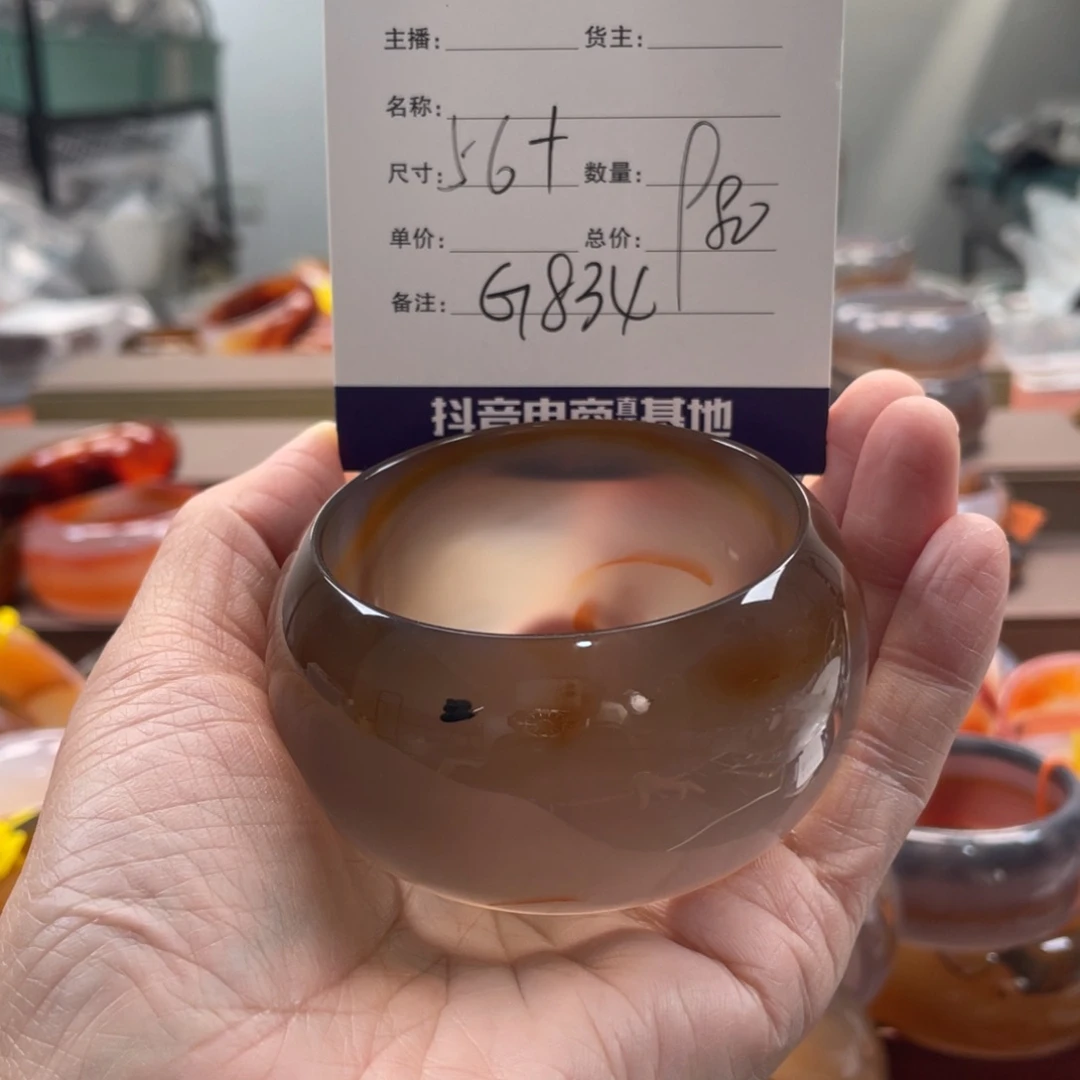 主播: 货主:
名称:
尺寸: 56+ 数量:
单价: 总价:
备注: G834
抖音电商直 基地